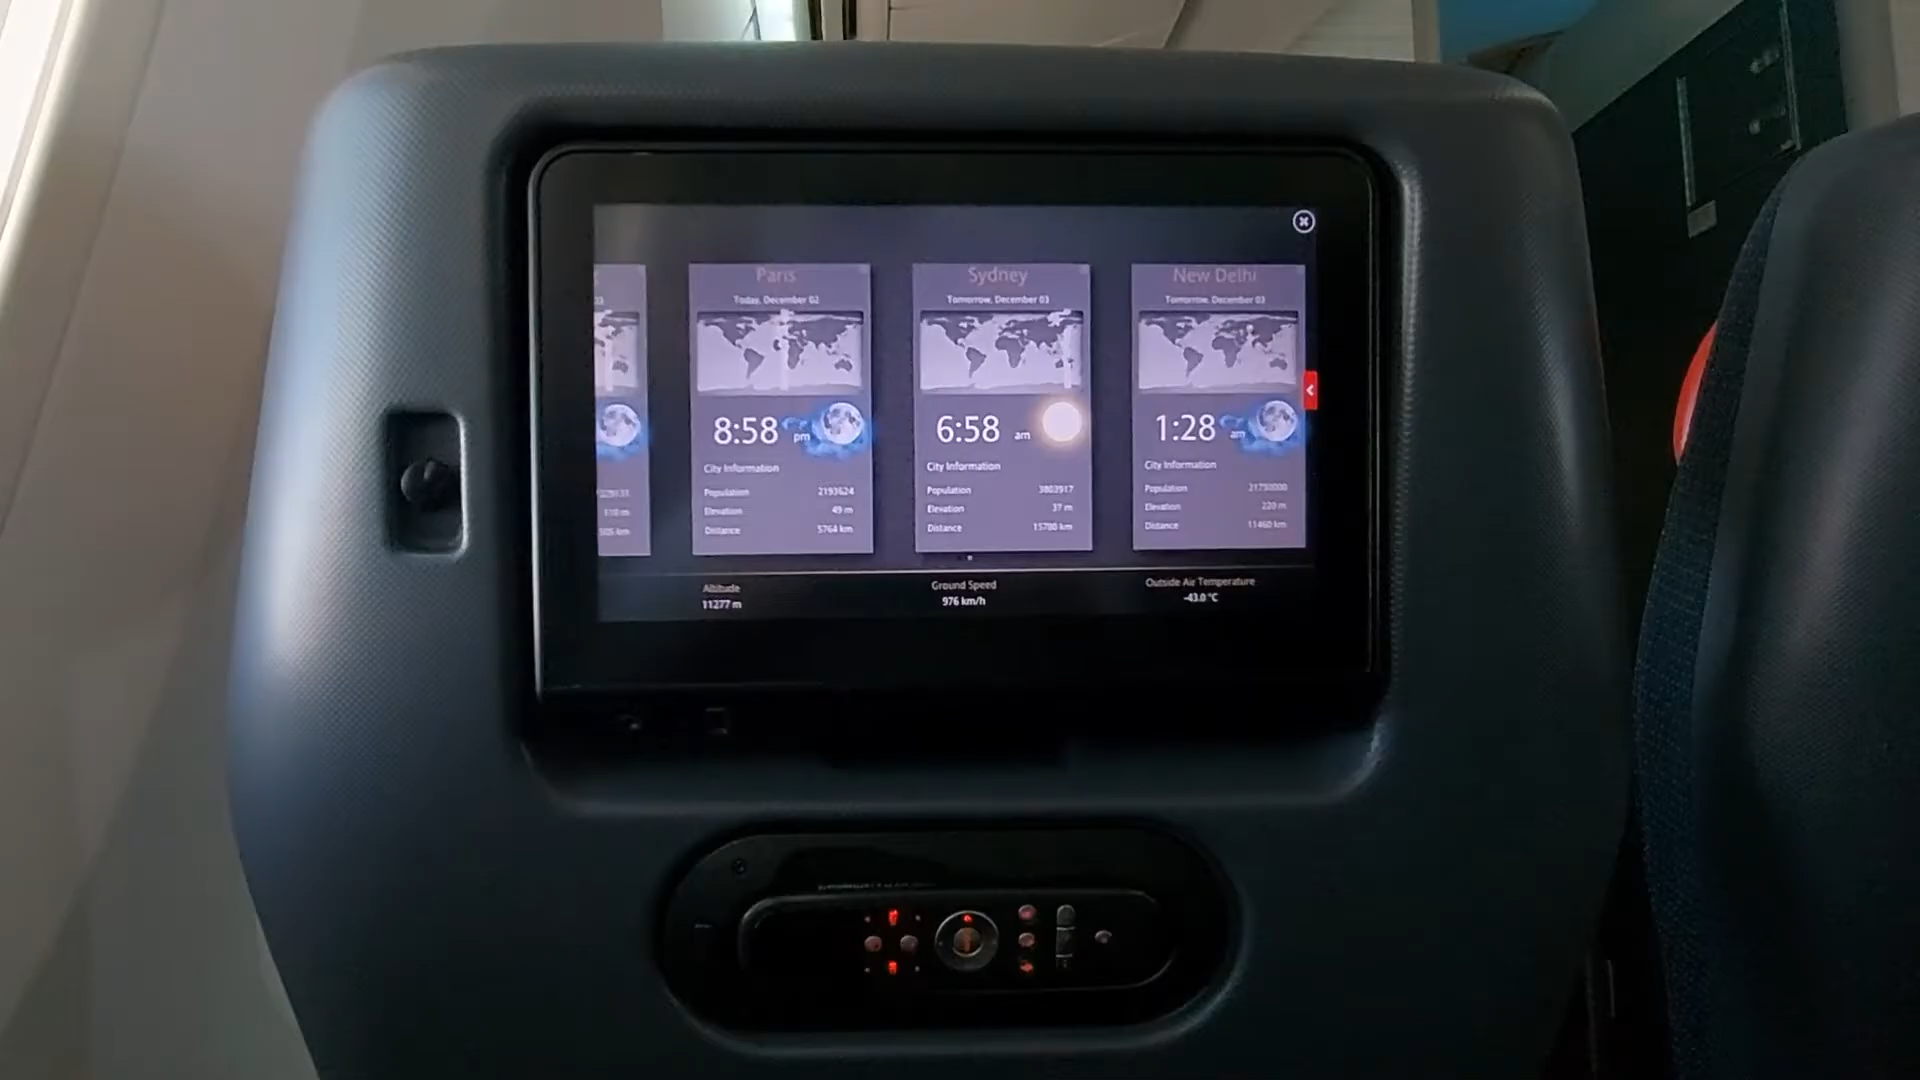 Paris
Today, December 02
8:58 pm
City Information
Population 2193624
Elevation 49 m
Distance 5764 km
Sydney
Tomorrow, December 03
6:58 am
City Information
Population 3803917
Elevation 37 m
Distance 15780 km
New Delhi
Tomorrow, December 03
1:28 am
City Information
Population 21750000
Elevation 220 m
Distance 11460 km
Altitude
11277 m
Ground Speed
976 km/h
Outside Air Temperature
-43.0 °C